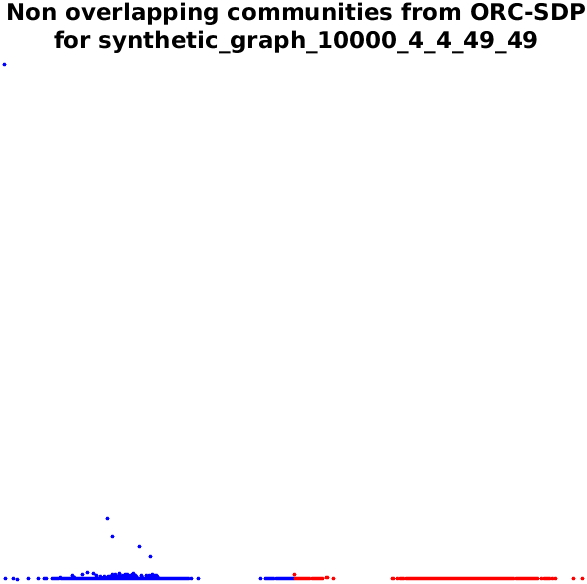 Non overlapping communities from ORC-SDP
for synthetic_graph_10000_4_4_49_49